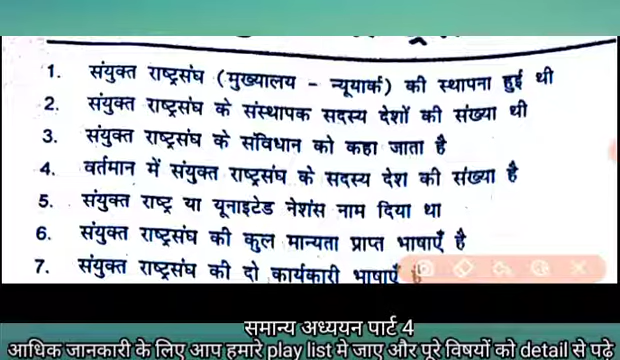 1. संयुक्त राष्ट्रसंघ (मुख्यालय – न्यूयार्क) की स्थापना हुई थी
2. संयुक्त राष्ट्रसंघ के संस्थापक सदस्य देशों की संख्या थी
3. संयुक्त राष्ट्रसंघ के संविधान को कहा जाता है
4. वर्तमान में संयुक्त राष्ट्रसंघ के सदस्य देश की संख्या है
5. संयुक्त राष्ट्र या यूनाइटेड नेशंस नाम दिया था
6. संयुक्त राष्ट्रसंघ की कुल मान्यता प्राप्त भाषाएँ है
7. संयुक्त राष्ट्रसंघ की दो कार्यकारी भाषाएँ
समान्य अध्ययन पार्ट 4
आधिक जानकारी के लिए आप हमारे play list मे जाए और पूरे विषयों को detail से पढ़े